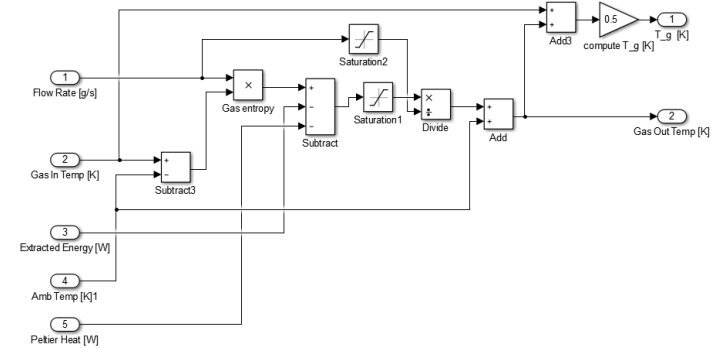 1
T_g [K]
0.5
compute T_g [K]
+
+
Add3
Saturation2
1
Flow Rate [g/s]
×
Gas entropy
+
−
−
Subtract
Saturation1
×
÷
Divide
+
+
Add
2
Gas Out Temp [K]
2
Gas In Temp [K]
+
−
Subtract3
3
Extracted Energy [W]
4
Amb Temp [K]1
5
Peltier Heat [W]